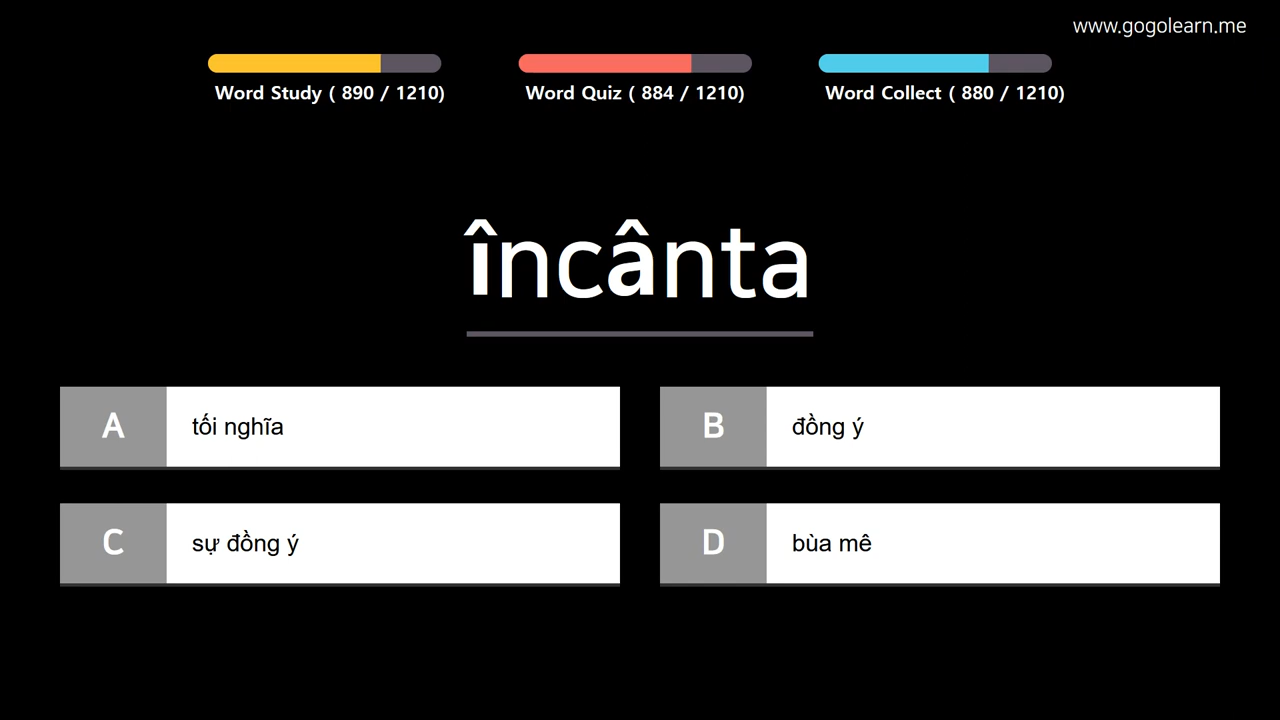 www.gogolearn.me
Word Study ( 890 / 1210)
Word Quiz ( 884 / 1210)
Word Collect ( 880 / 1210)
încânta
A tối nghĩa
B đồng ý
C sự đồng ý
D bùa mê